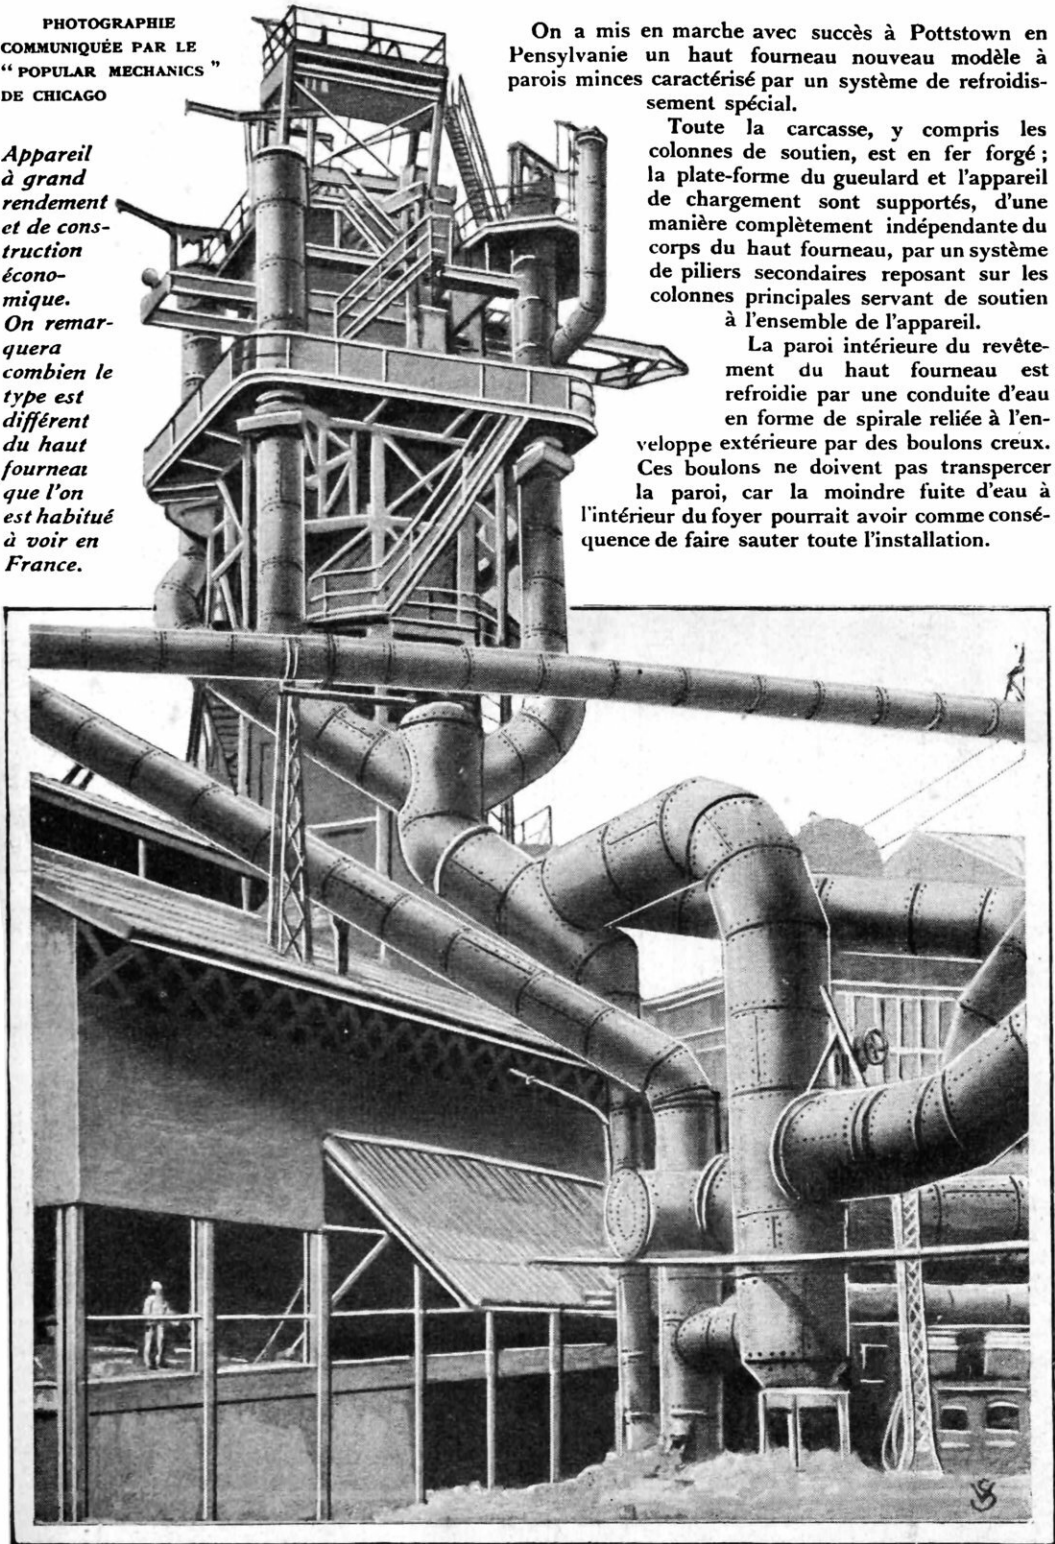 PHOTOGRAPHIE
COMMUNIQUÉE PAR LE
“ POPULAR MECHANICS ”
DE CHICAGO
Appareil
à grand
rendement
et de cons-
truction
écono-
mique.
On remar-
quera
combien le
type est
différent
du haut
fourneau
que l'on
est habitué
à voir en
France.
On a mis en marche avec succès à Pottstown en
Pensylvanie un haut fourneau nouveau modèle à
parois minces caractérisé par un système de refroidis-
sement spécial.
Toute la carcasse, y compris les
colonnes de soutien, est en fer forgé ;
la plate-forme du gueulard et l'appareil
de chargement sont supportés, d'une
manière complètement indépendante du
corps du haut fourneau, par un système
de piliers secondaires reposant sur les
colonnes principales servant de soutien
à l'ensemble de l'appareil.
La paroi intérieure du revête-
ment du haut fourneau est
refroidie par une conduite d'eau
en forme de spirale reliée à l'en-
veloppe extérieure par des boulons creux.
Ces boulons ne doivent pas transpercer
la paroi, car la moindre fuite d'eau à
l'intérieur du foyer pourrait avoir comme consé-
quence de faire sauter toute l'installation.